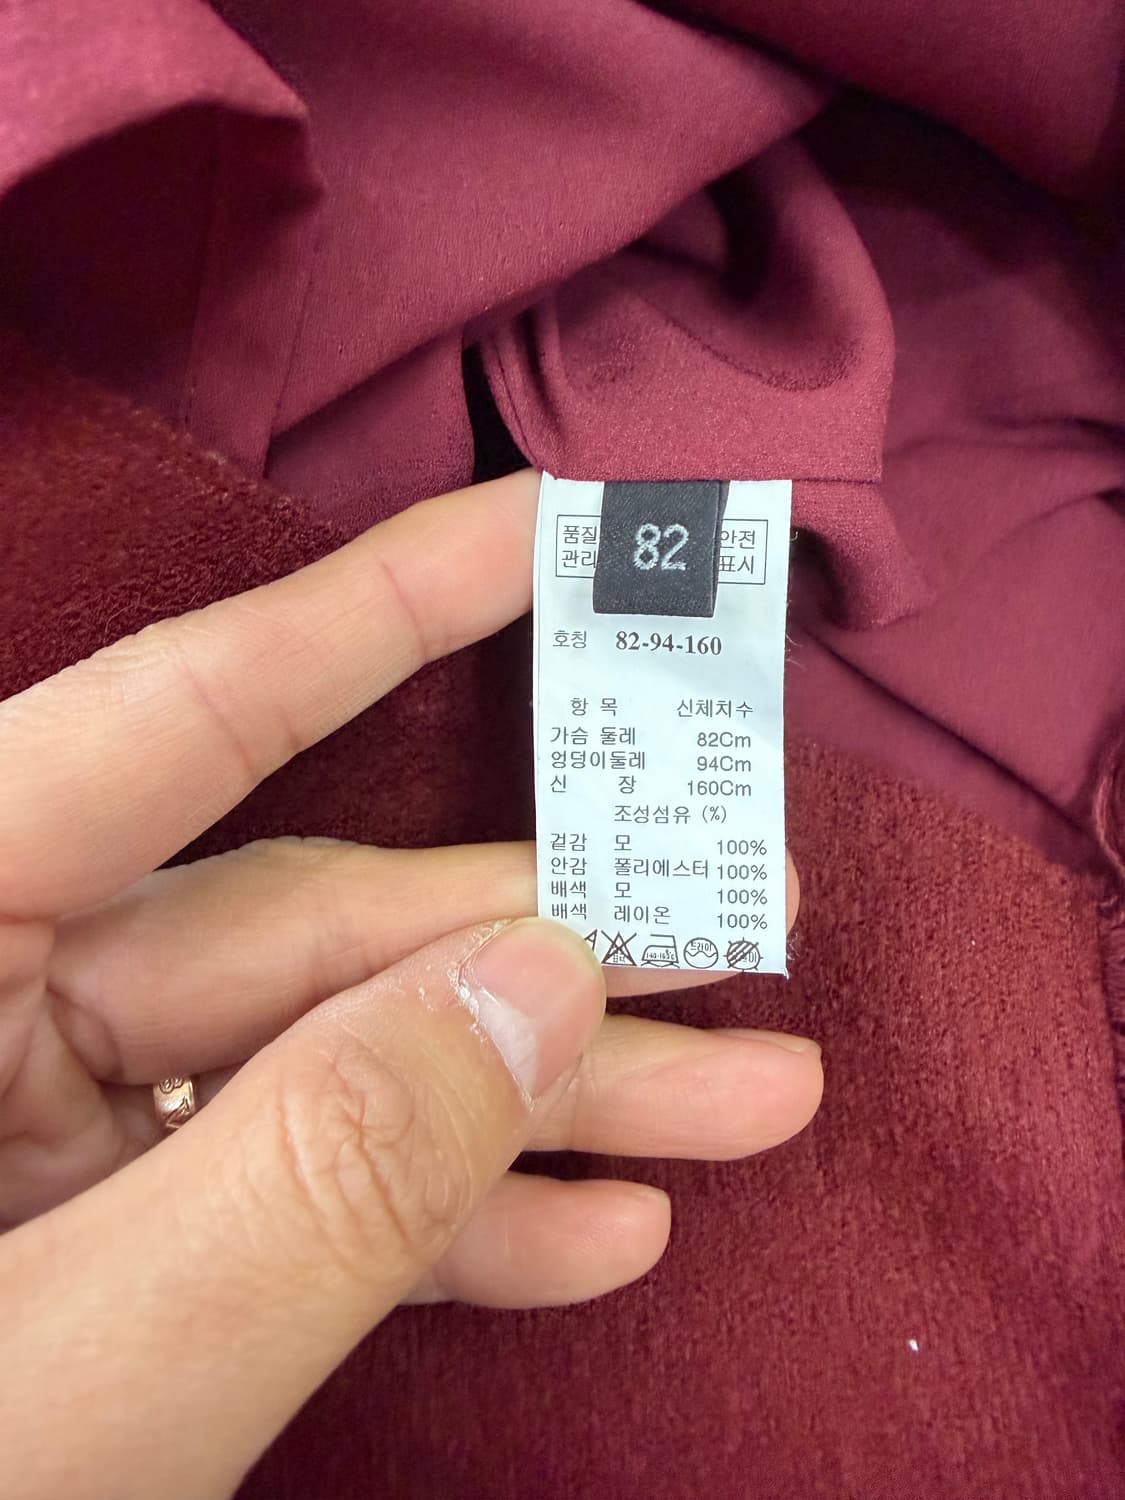 82
품질 안전
관리 표시
호칭 82-94-160
항 목 신체치수
가슴 둘레 82Cm
엉덩이둘레 94Cm
신 장 160Cm
조성섬유 (%)
겉감 모 100%
안감 폴리에스터 100%
배색 모 100%
배색 레이온 100%
드라이